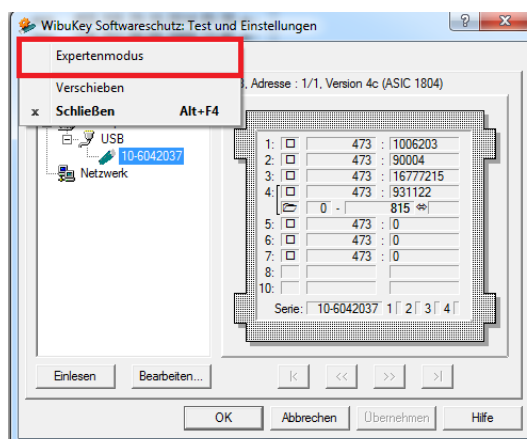 WibuKey Softwareschutz: Test und Einstellungen
Expertenmodus
Verschieben
x Schließen Alt+F4
, Adresse : 1/1, Version 4c (ASIC 1804)
USB
10-6042037
Netzwerk
1: 473 : 1006203
2: 473 : 90004
3: 473 : 16777215
4: 473 : 931122
0 - 815
5: 473 : 0
6: 473 : 0
7: 473 : 0
8:
10:
Serie: 10-6042037 1 2 3 4
Einlesen Bearbeiten... |< << >> >|
OK Abbrechen Übernehmen Hilfe